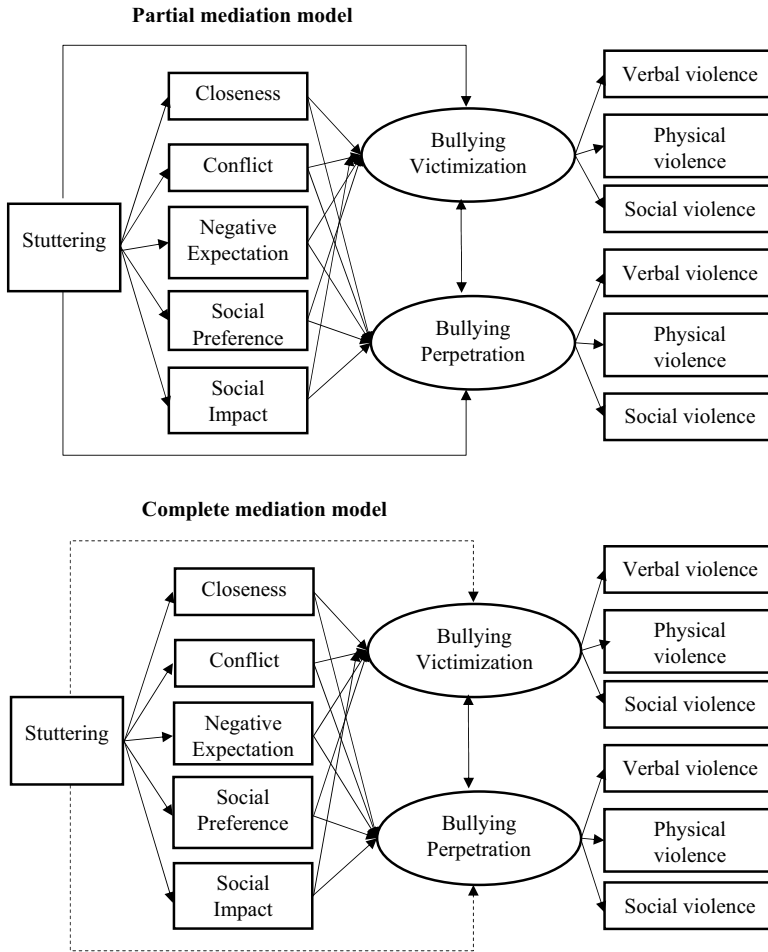 Partial mediation model
Stuttering
Closeness
Conflict
Negative
Expectation
Social
Preference
Social
Impact
Bullying
Victimization
Bullying
Perpetration
Verbal violence
Physical
violence
Social violence
Verbal violence
Physical
violence
Social violence
Complete mediation model
Stuttering
Closeness
Conflict
Negative
Expectation
Social
Preference
Social
Impact
Bullying
Victimization
Bullying
Perpetration
Verbal violence
Physical
violence
Social violence
Verbal violence
Physical
violence
Social violence